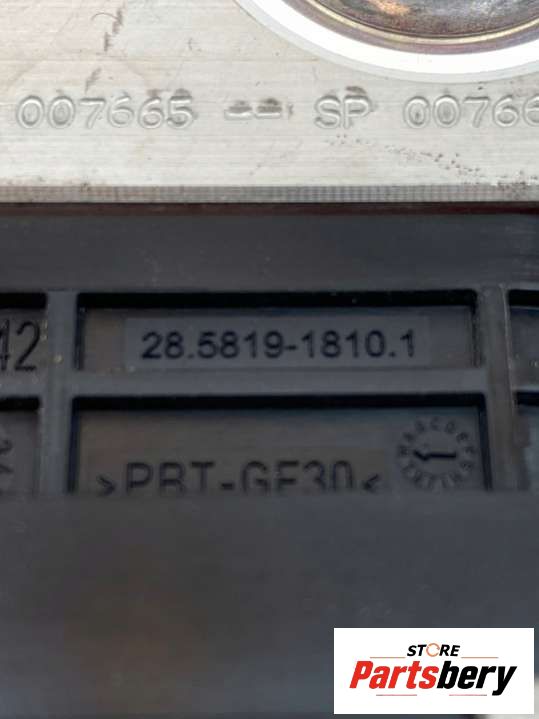 007665 -- SP 00766
42
28.5819-1810.1
>PBT-GF30<
STORE
Partsbery